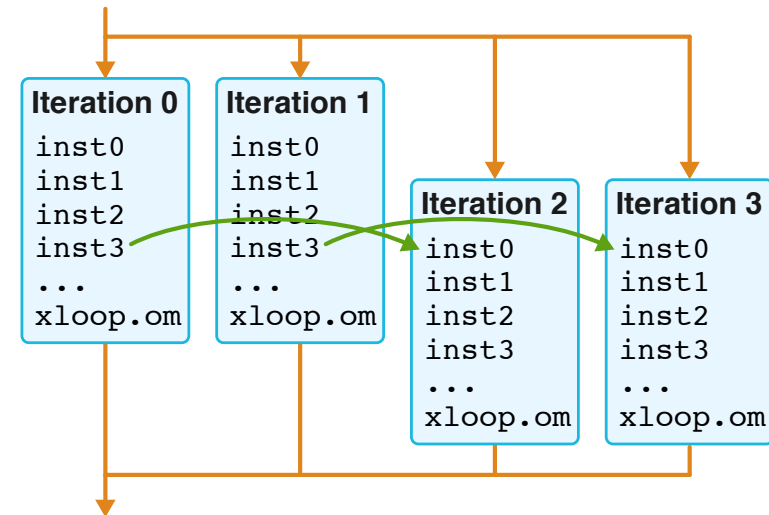 Iteration 0
inst0
inst1
inst2
inst3
...
xloop.om
Iteration 1
inst0
inst1
inst2
inst3
...
xloop.om
Iteration 2
inst0
inst1
inst2
inst3
...
xloop.om
Iteration 3
inst0
inst1
inst2
inst3
...
xloop.om